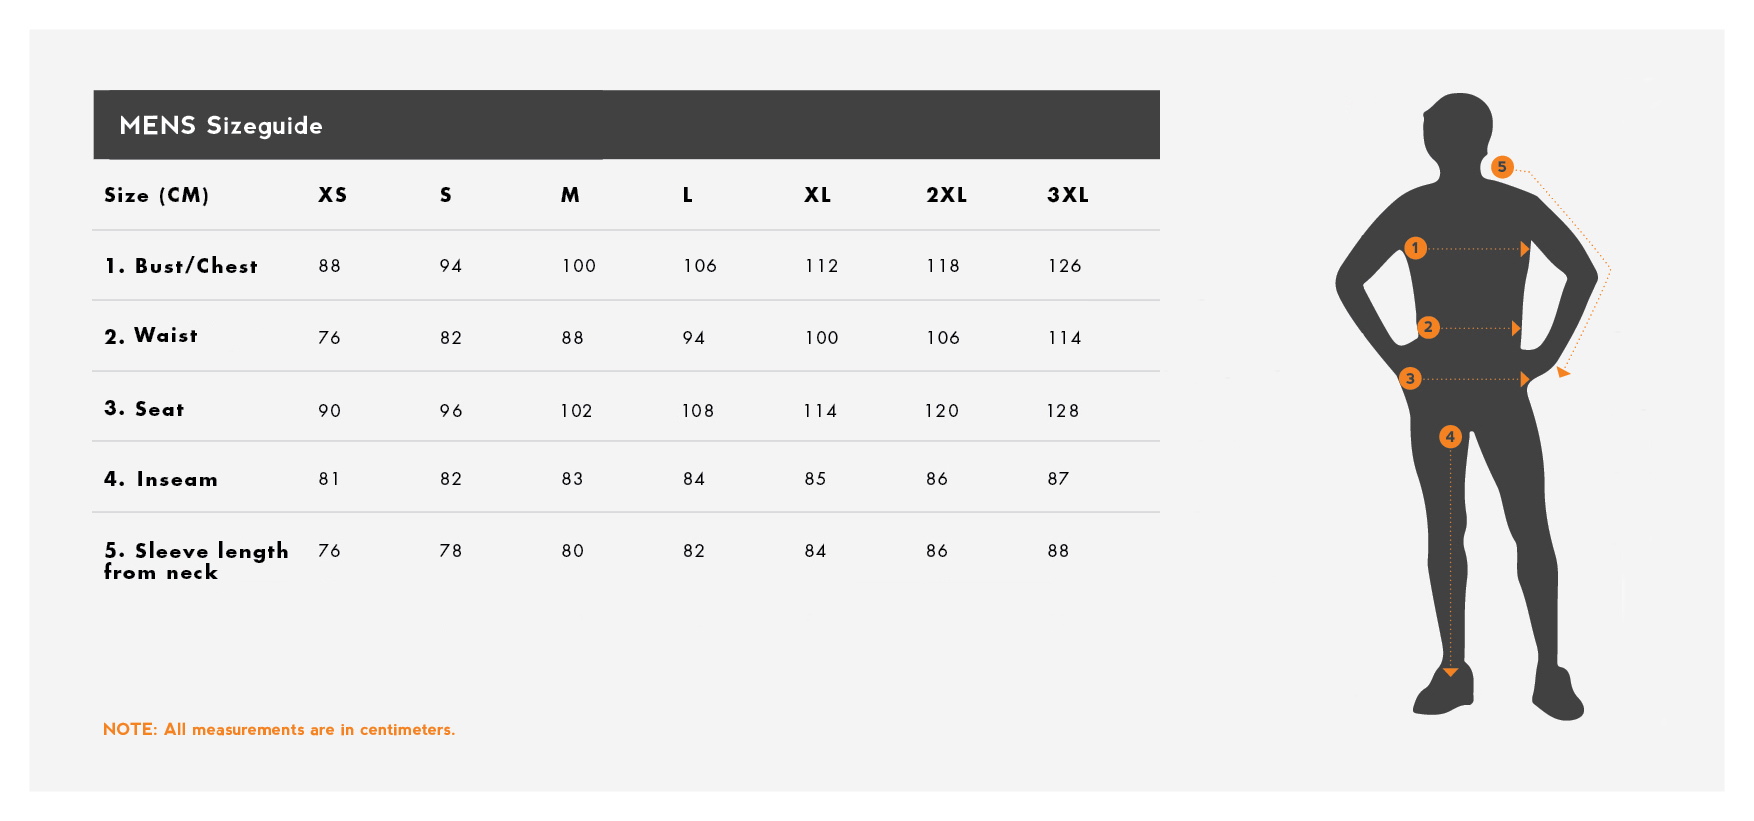 MENS Sizeguide
Size (CM) XS S M L XL 2XL 3XL
1. Bust/Chest 88 94 100 106 112 118 126
2. Waist 76 82 88 94 100 106 114
3. Seat 90 96 102 108 114 120 128
4. Inseam 81 82 83 84 85 86 87
5. Sleeve length from neck 76 78 80 82 84 86 88
NOTE: All measurements are in centimeters.
5
1
2
3
4